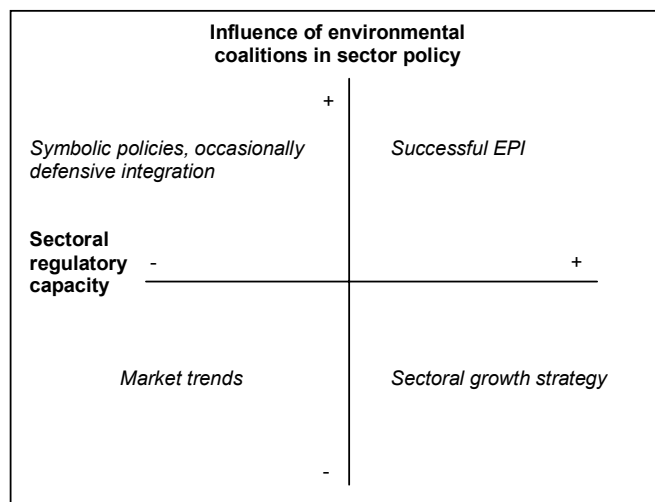 Influence of environmental
coalitions in sector policy
+
Symbolic policies, occasionally
defensive integration
Successful EPI
Sectoral
regulatory
capacity
-
+
Market trends
Sectoral growth strategy
-